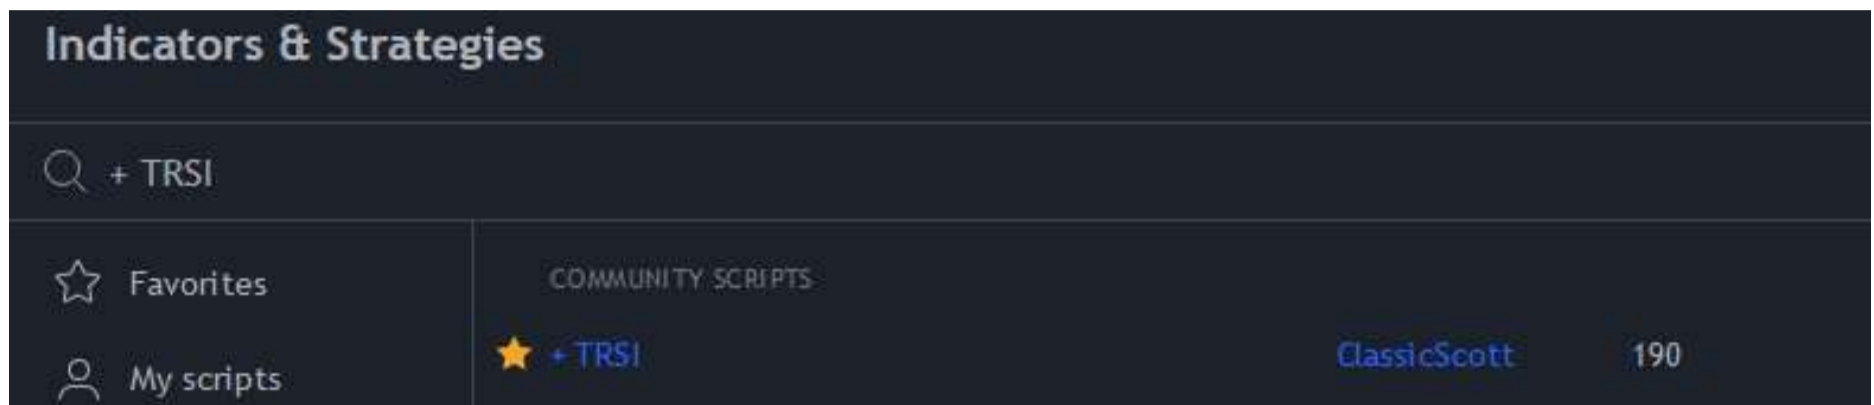 Indicators & Strategies
+ TRSI
Favorites
My scripts
COMMUNITY SCRIPTS
+ TRSI ClassicScott 190